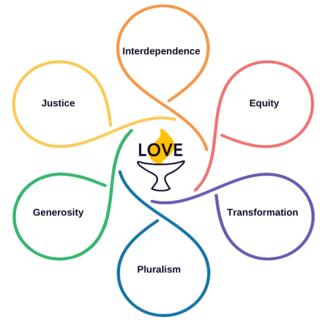 Interdependence
Justice
Equity
LOVE
Generosity
Transformation
Pluralism